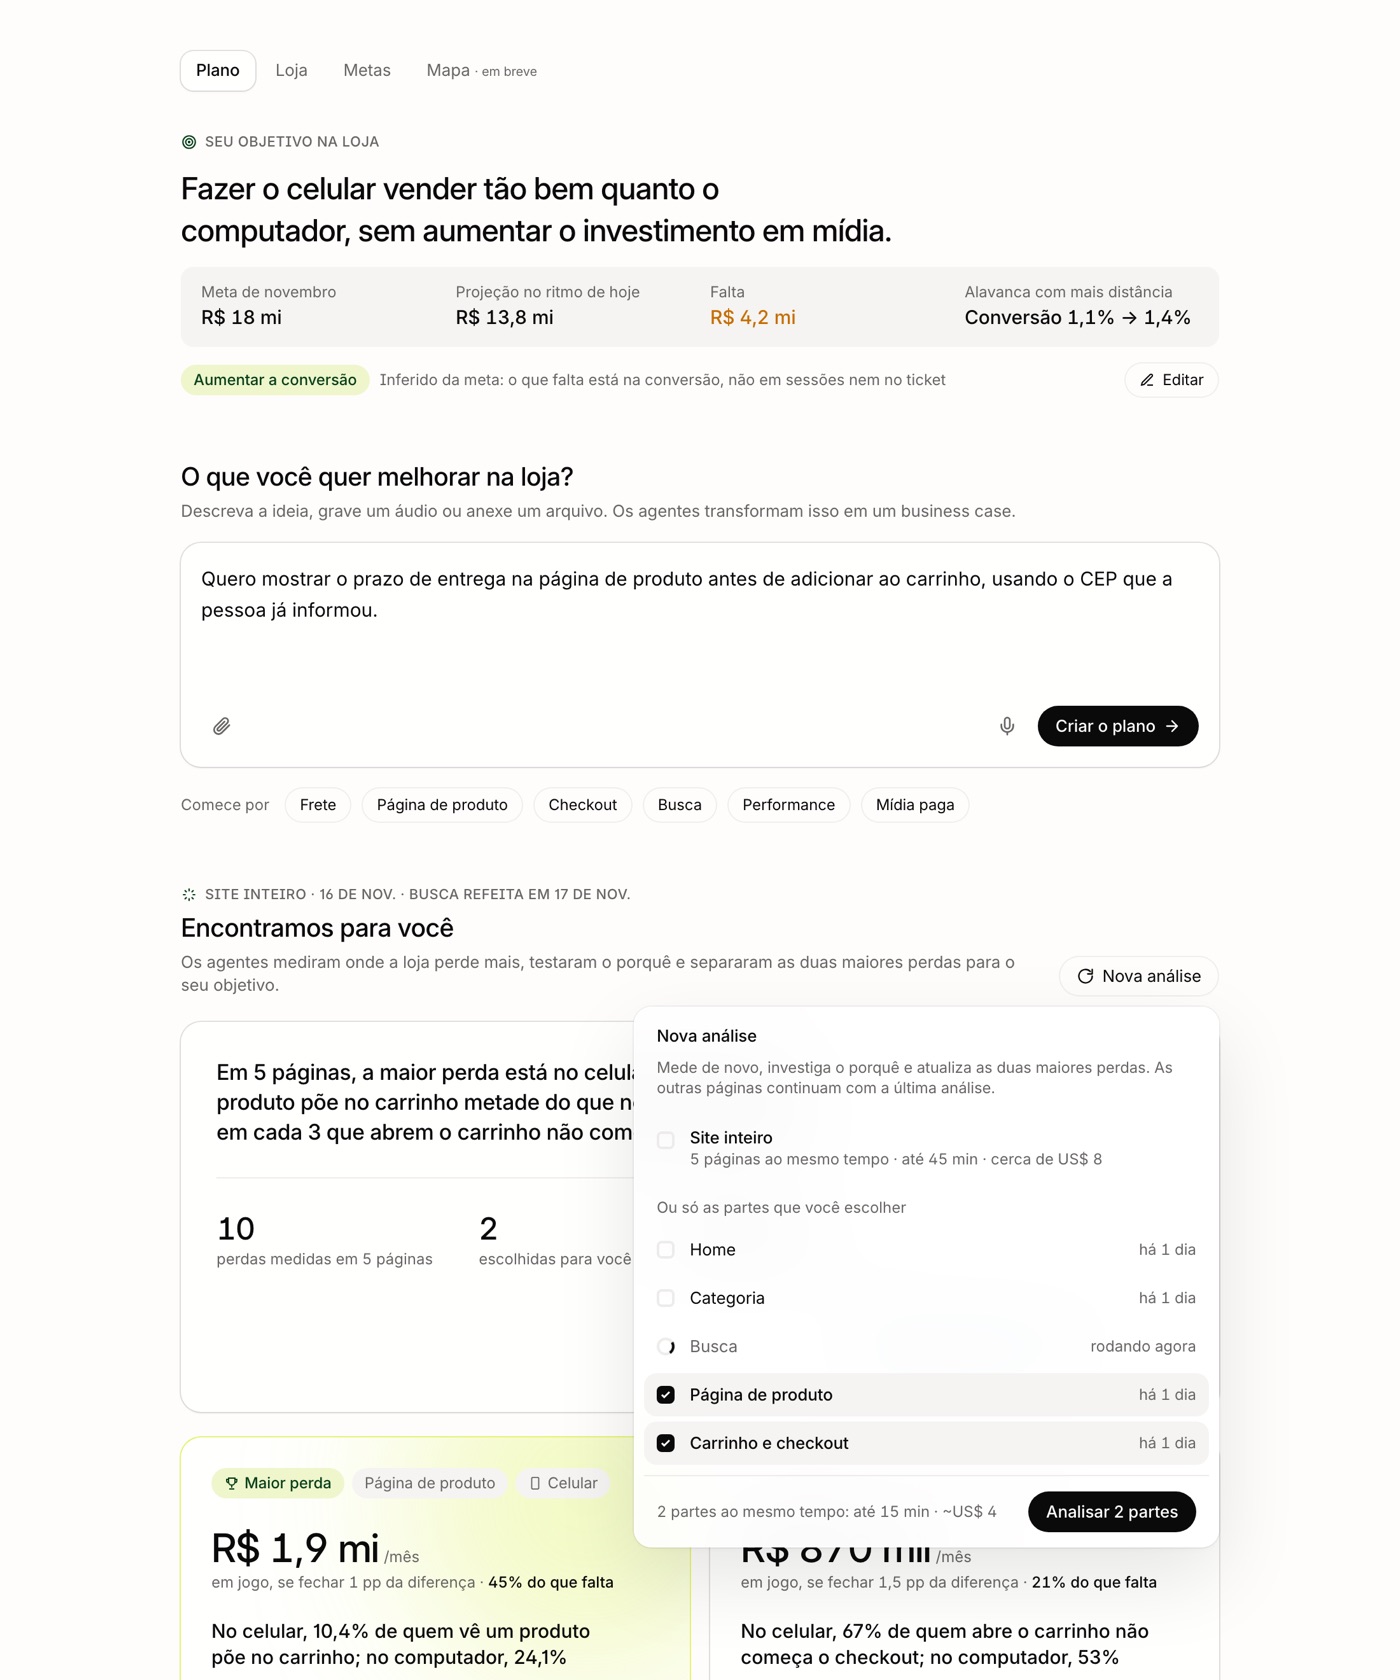 Plano
Loja
Metas
Mapa · em breve
SEU OBJETIVO NA LOJA
Fazer o celular vender tão bem quanto o
computador, sem aumentar o investimento em mídia.
Meta de novembro
R$ 18 mi
Projeção no ritmo de hoje
R$ 13,8 mi
Falta
R$ 4,2 mi
Alavanca com mais distância
Conversão 1,1% → 1,4%
Aumentar a conversão
Inferido da meta: o que falta está na conversão, não em sessões nem no ticket
Editar
O que você quer melhorar na loja?
Descreva a ideia, grave um áudio ou anexe um arquivo. Os agentes transformam isso em um business case.
Quero mostrar o prazo de entrega na página de produto antes de adicionar ao carrinho, usando o CEP que a
pessoa já informou.
Criar o plano →
Comece por
Frete
Página de produto
Checkout
Busca
Performance
Mídia paga
SITE INTEIRO · 16 DE NOV. · BUSCA REFEITA EM 17 DE NOV.
Encontramos para você
Os agentes mediram onde a loja perde mais, testaram o porquê e separaram as duas maiores perdas para o
seu objetivo.
Nova análise
Em 5 páginas, a maior perda está no
produto põe no carrinho metade do que
em cada 3 que abrem o carrinho não
10
perdas medidas em 5 páginas
2
escolhidas para você
Nova análise
Mede de novo, investiga o porquê e atualiza as duas maiores perdas. As
outras páginas continuam com a última análise.
Site inteiro
5 páginas ao mesmo tempo · até 45 min · cerca de US$ 8
Ou só as partes que você escolher
Home
há 1 dia
Categoria
há 1 dia
Busca
rodando agora
Página de produto
há 1 dia
Carrinho e checkout
há 1 dia
2 partes ao mesmo tempo: até 15 min · ~US$ 4
Analisar 2 partes
Maior perda
Página de produto
Celular
R$ 1,9 mi /mês
em jogo, se fechar 1 pp da diferença · 45% do que falta
No celular, 10,4% de quem vê um produto
põe no carrinho; no computador, 24,1%
R$ 870 mil /mês
em jogo, se fechar 1,5 pp da diferença · 21% do que falta
No celular, 67% de quem abre o carrinho não
começa o checkout; no computador, 53%